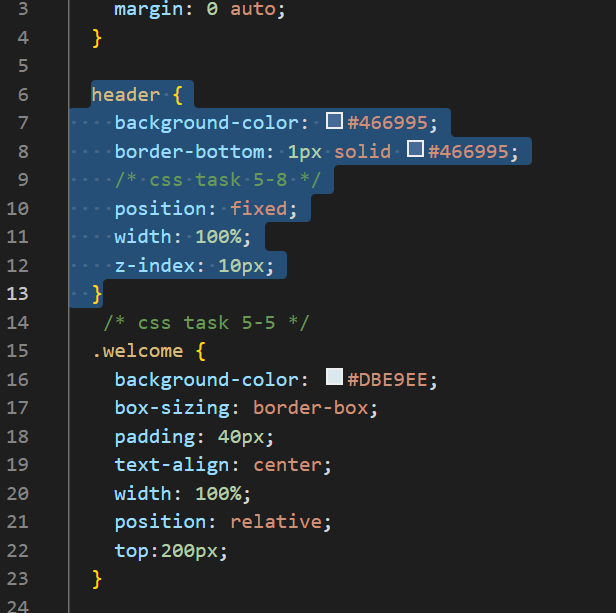 3 margin: 0 auto;
4 }
5
6 header {
7 background-color: #466995;
8 border-bottom: 1px solid #466995;
9 /* css task 5-8 */
10 position: fixed;
11 width: 100%;
12 z-index: 10px;
13 }
14 /* css task 5-5 */
15 .welcome {
16 background-color: #DBE9EE;
17 box-sizing: border-box;
18 padding: 40px;
19 text-align: center;
20 width: 100%;
21 position: relative;
22 top:200px;
23 }
24